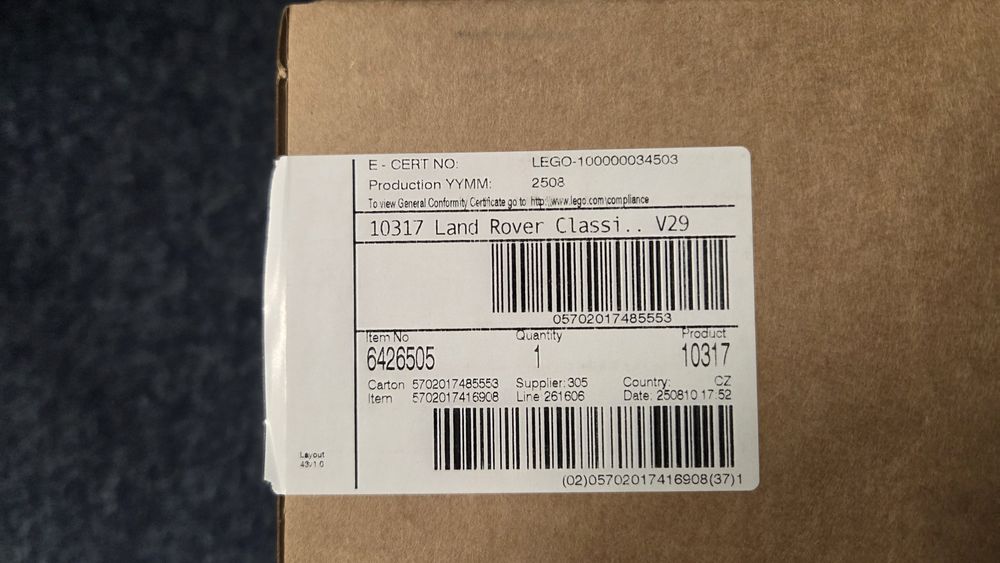 E - CERT NO: LEGO-100000034503
Production YYMM: 2508
To view General Conformity Certificate go to http:\\www.lego.com\compliance
10317 Land Rover Classi.. V29
05702017485553
Item No Quantity Product
6426505 1 10317
Carton 5702017485553 Supplier: 305 Country: CZ
Item 5702017416908 Line 261606 Date: 250810 17:52
Layout
43v1.0
(02)05702017416908(37)1